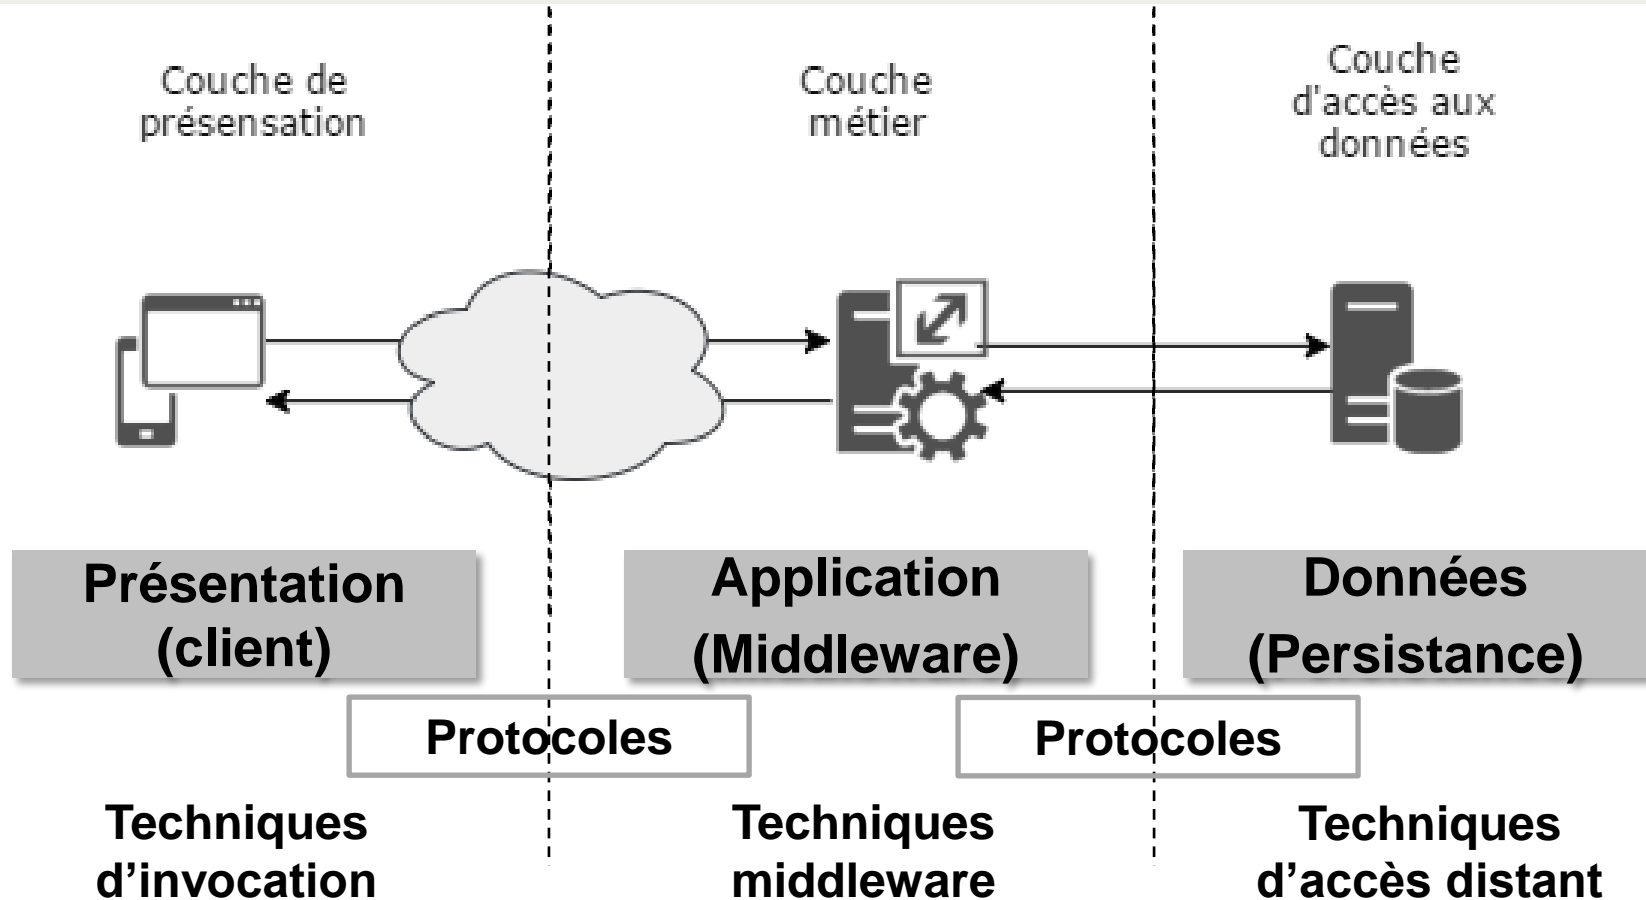 Couche de
présensation
Couche
métier
Couche
d'accès aux
données
Présentation
(client)
Application
(Middleware)
Données
(Persistance)
Protocoles
Protocoles
Techniques
d’invocation
Techniques
middleware
Techniques
d’accès distant